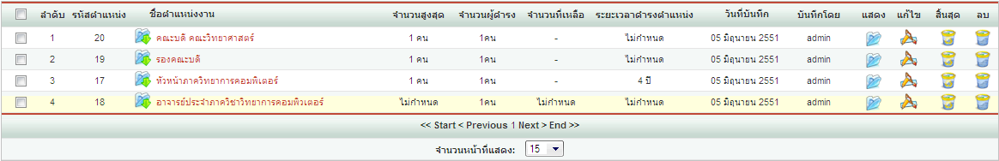 ลำดับ รหัสตำแหน่ง ชื่อตำแหน่งงาน จำนวนสูงสุด จำนวนผู้ดำรง จำนวนที่เหลือ ระยะเวลาดำรงตำแหน่ง วันที่บันทึก บันทึกโดย แสดง แก้ไข สิ้นสุด ลบ
1 20 คณะบดี คณะวิทยาศาสตร์ 1 คน 1คน - ไม่กำหนด 05 มิถุนายน 2551 admin
2 19 รองคณะบดี 1 คน 1คน - ไม่กำหนด 05 มิถุนายน 2551 admin
3 17 หัวหน้าภาควิทยาการคอมพิเตอร์ 1 คน 1คน - 4 ปี 05 มิถุนายน 2551 admin
4 18 อาจารย์ประจำภาควิชาวิทยาการคอมพิวเตอร์ ไม่กำหนด 1คน ไม่กำหนด ไม่กำหนด 05 มิถุนายน 2551 admin
<< Start < Previous 1 Next > End >>
จำนวนหน้าที่แสดง: 15